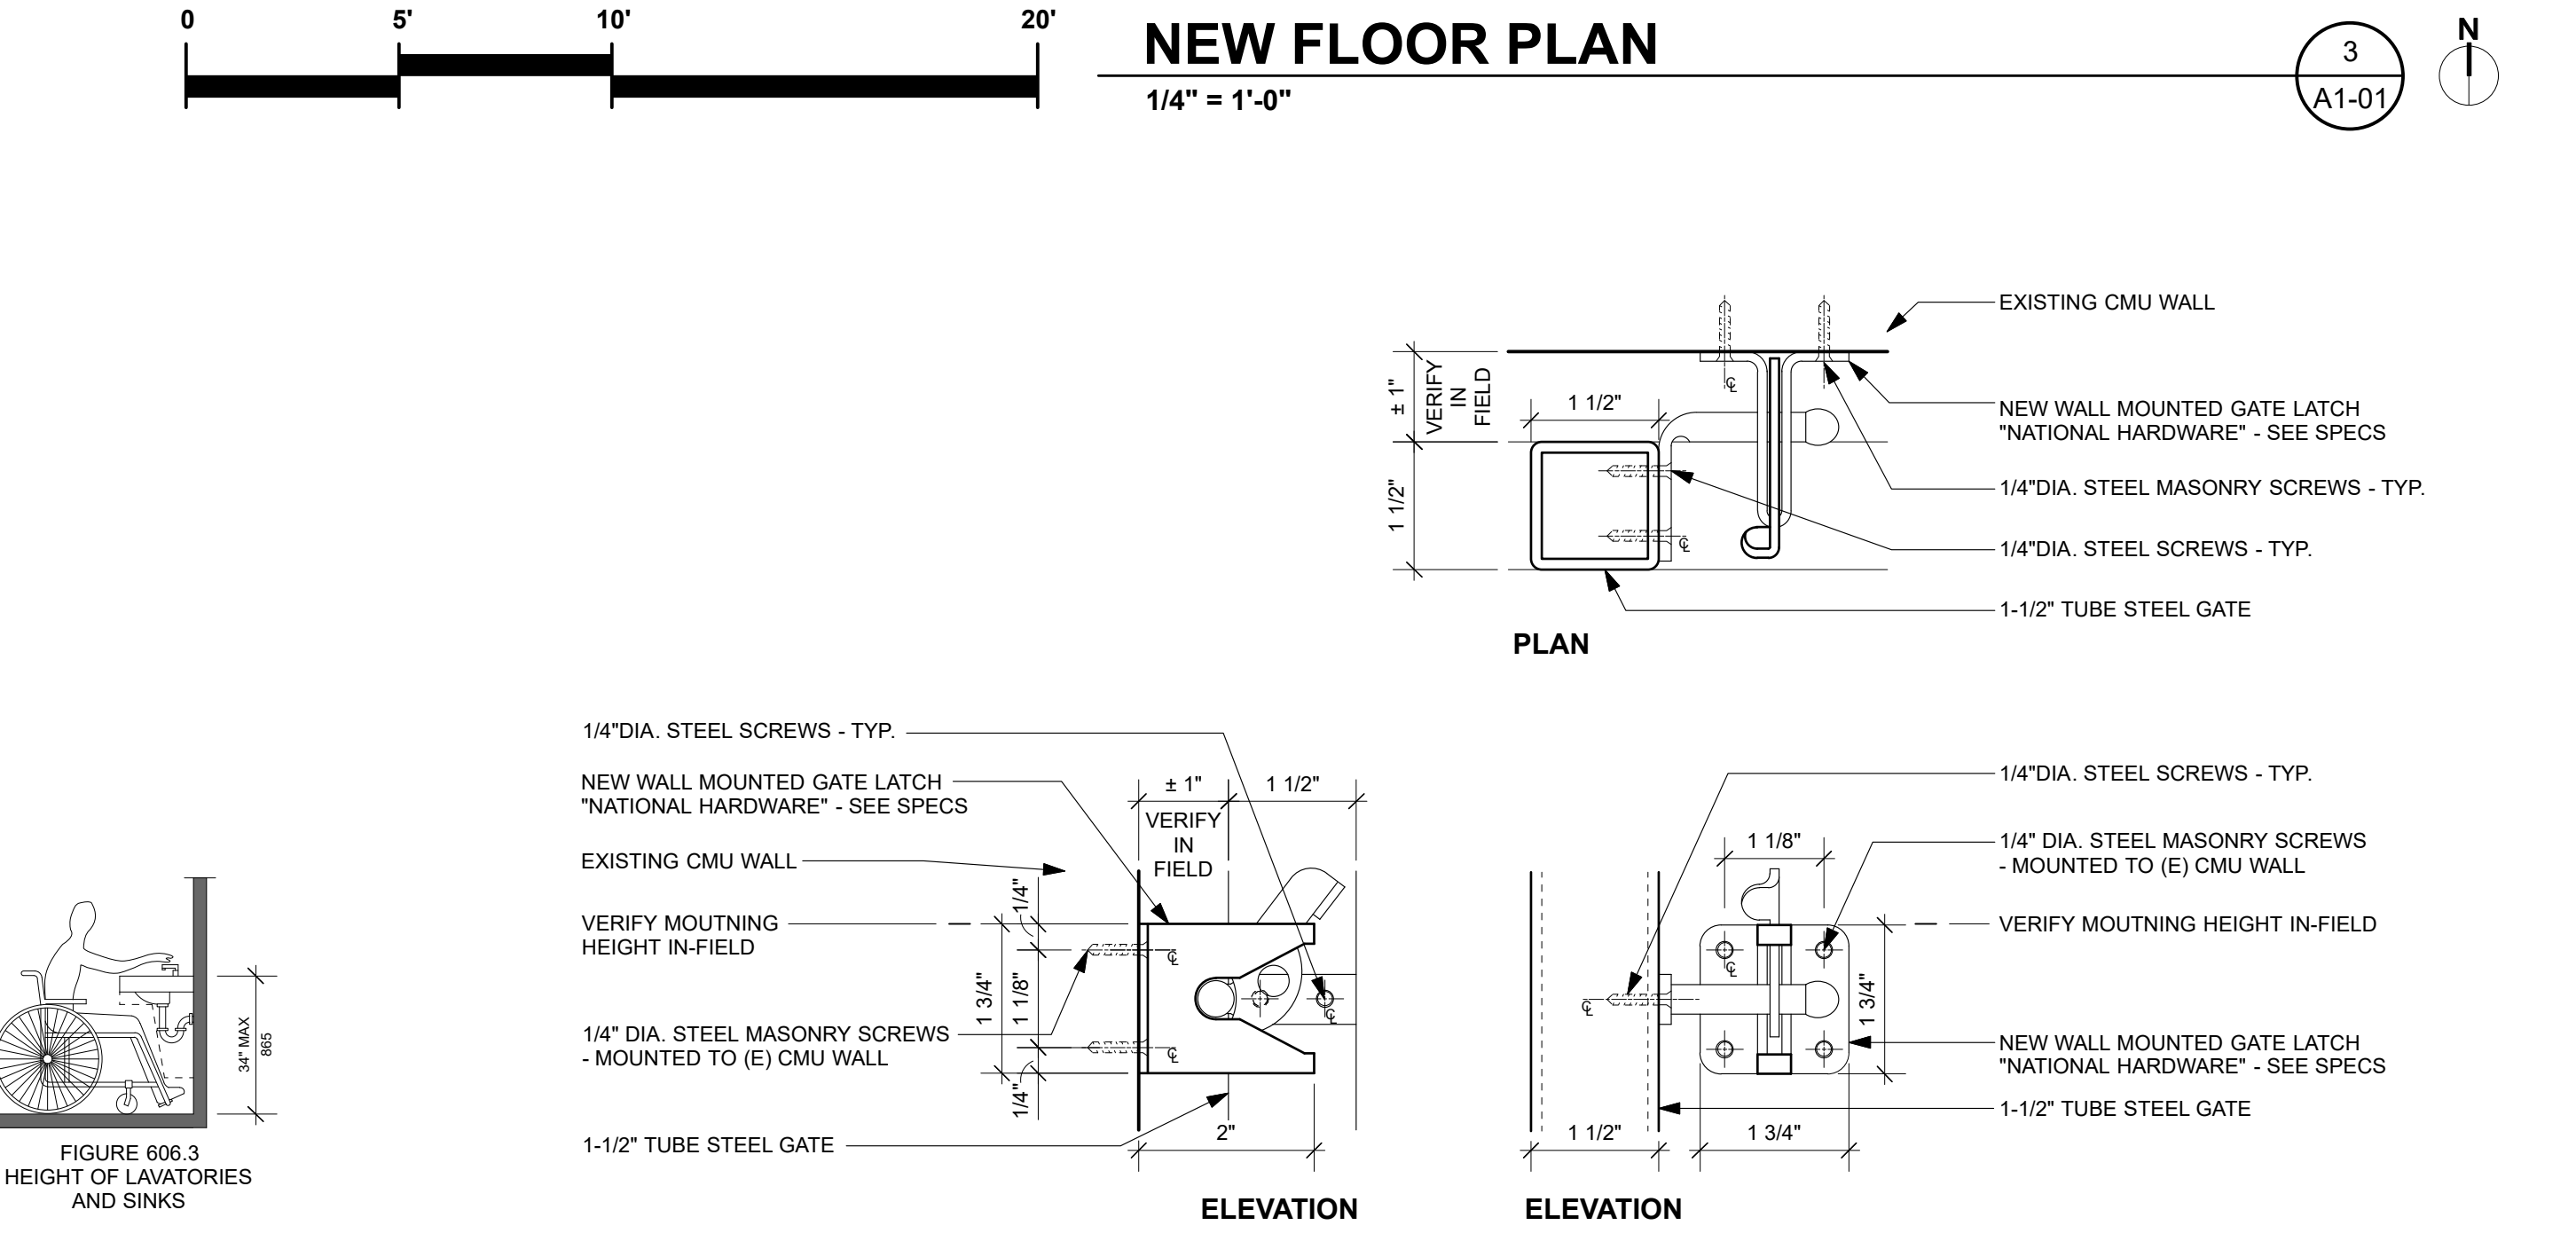 0 5' 10' 20'
NEW FLOOR PLAN
1/4" = 1'-0"
3
A1-01
N
EXISTING CMU WALL
± 1"
VERIFY
IN
FIELD
1 1/2"
1 1/2"
℄
℄
NEW WALL MOUNTED GATE LATCH
"NATIONAL HARDWARE" - SEE SPECS
1/4"DIA. STEEL MASONRY SCREWS - TYP.
1/4"DIA. STEEL SCREWS - TYP.
1-1/2" TUBE STEEL GATE
PLAN
1/4"DIA. STEEL SCREWS - TYP.
NEW WALL MOUNTED GATE LATCH
"NATIONAL HARDWARE" - SEE SPECS
EXISTING CMU WALL
VERIFY MOUTNING
HEIGHT IN-FIELD
1/4" DIA. STEEL MASONRY SCREWS
- MOUNTED TO (E) CMU WALL
1-1/2" TUBE STEEL GATE
± 1"
1 1/2"
VERIFY
IN
FIELD
1/4"
1 3/4"
1 1/8"
1/4"
℄
℄
℄
2"
ELEVATION
1/4"DIA. STEEL SCREWS - TYP.
1/4" DIA. STEEL MASONRY SCREWS
- MOUNTED TO (E) CMU WALL
VERIFY MOUTNING HEIGHT IN-FIELD
NEW WALL MOUNTED GATE LATCH
"NATIONAL HARDWARE" - SEE SPECS
1-1/2" TUBE STEEL GATE
1 1/8"
℄
℄
1 3/4"
1 1/2"
1 3/4"
ELEVATION
34" MAX
865
FIGURE 606.3
HEIGHT OF LAVATORIES
AND SINKS